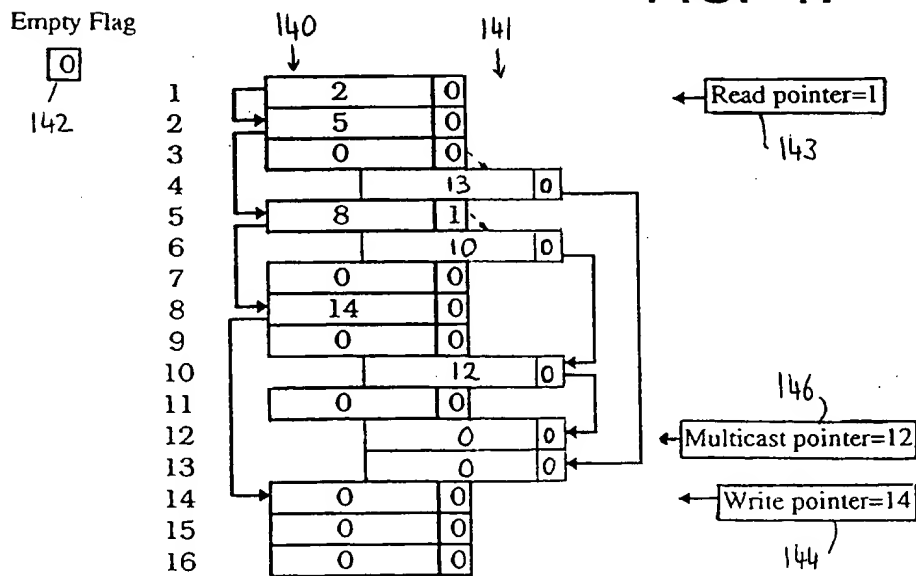 Empty Flag
140
141
0
142
1 2 0 Read pointer=1
2 5 0 143
3 0 0
4 13 0
5 8 1
6 10 0
7 0 0
8 14 0
9 0 0
10 12 0
11 0 0 146
12 0 0 Multicast pointer=12
13 0 0
14 0 0 Write pointer=14
15 0 0
16 0 0 144